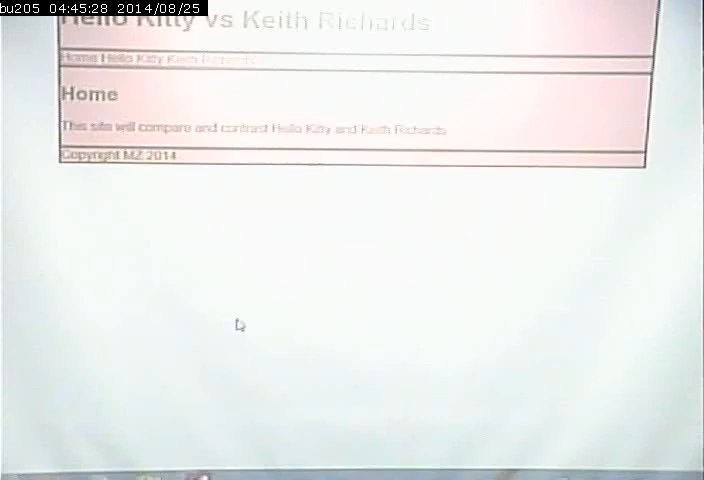 bu205 04:45:28 2014/08/25
Hello Kitty vs Keith Richards
Home Hello Kitty Keith Richards
Home
This site will compare and contrast Hello Kitty and Keith Richards
Copyright MZ 2014